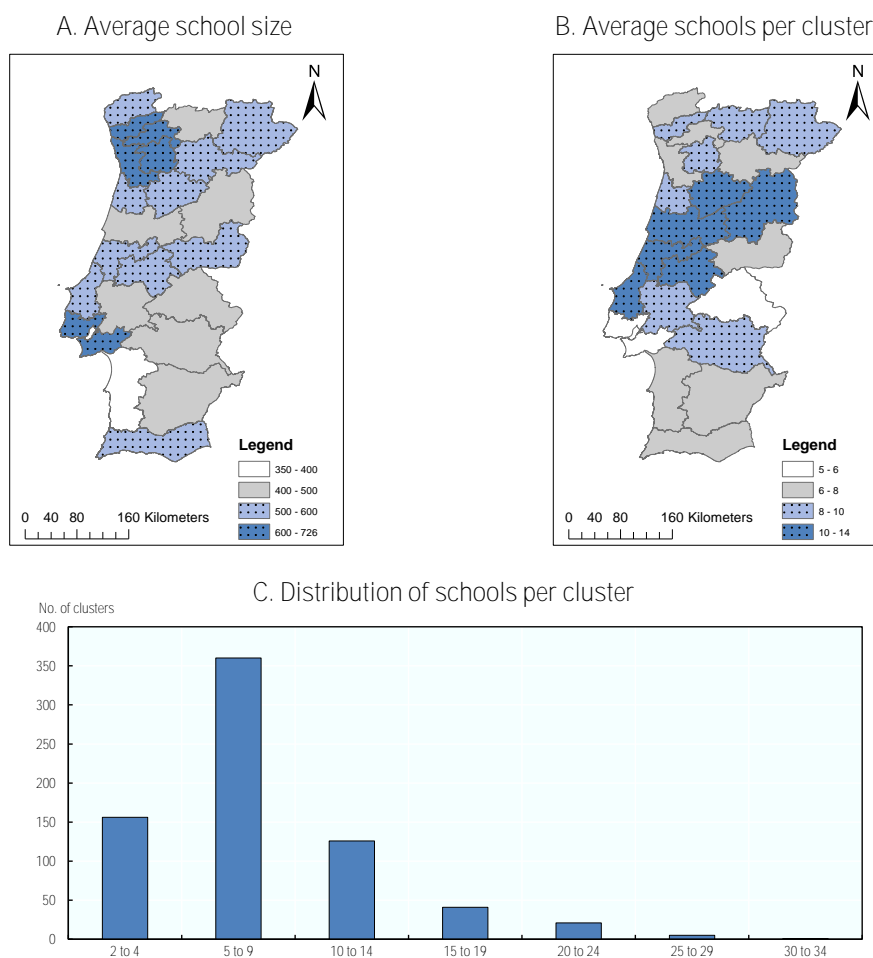 A. Average school size
B. Average schools per cluster
N
N
Legend
350 - 400
400 - 500
500 - 600
600 - 726
0 40 80 160 Kilometers
Legend
5 - 6
6 - 8
8 - 10
10 - 14
0 40 80 160 Kilometers
C. Distribution of schools per cluster
No. of clusters
400
350
300
250
200
150
100
50
0
2 to 4 5 to 9 10 to 14 15 to 19 20 to 24 25 to 29 30 to 34